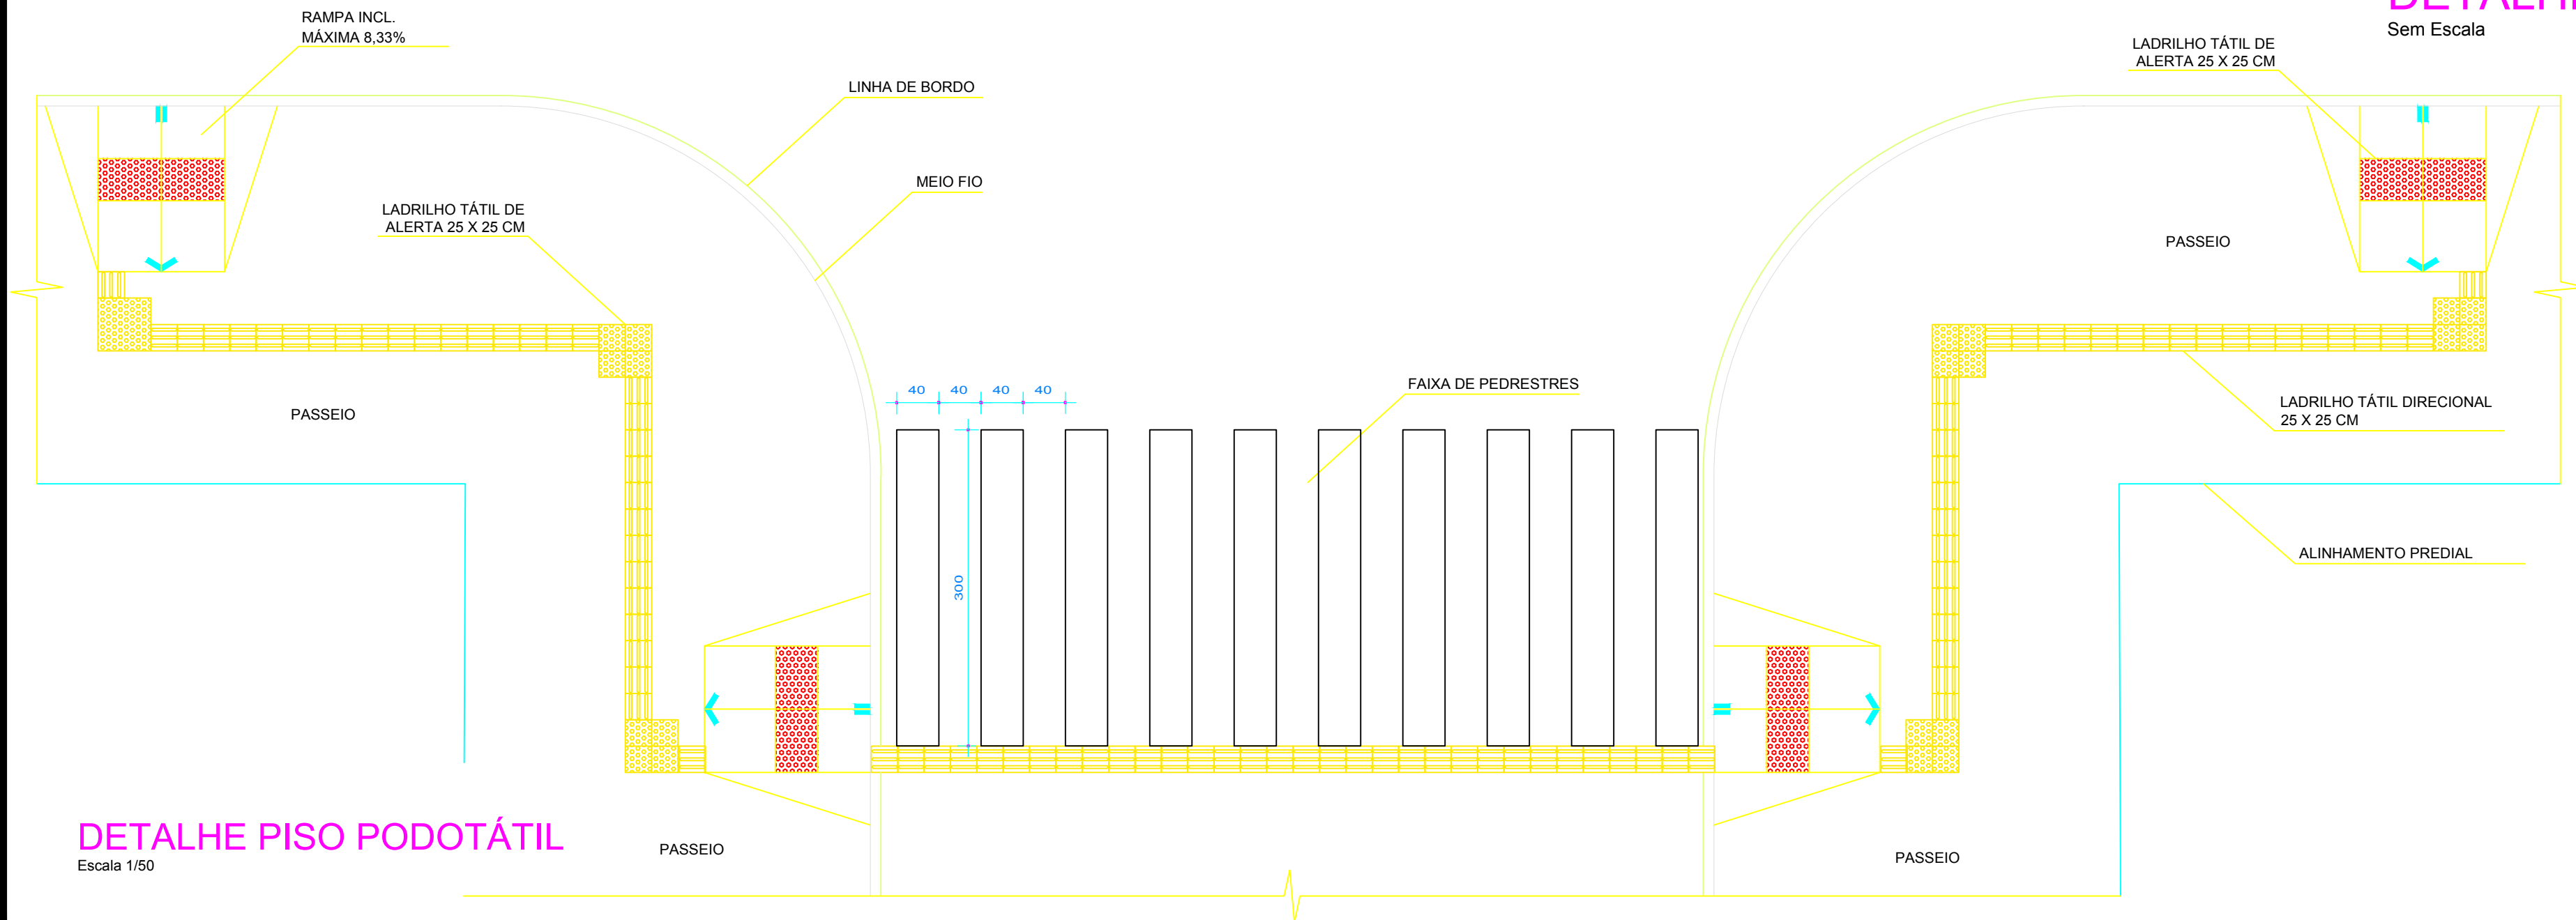 RAMPA INCL.
MÁXIMA 8,33%
Sem Escala
LADRILHO TÁTIL DE
ALERTA 25 X 25 CM
LINHA DE BORDO
MEIO FIO
LADRILHO TÁTIL DE
ALERTA 25 X 25 CM
PASSEIO
FAIXA DE PEDRESTRES
40 40 40 40
LADRILHO TÁTIL DIRECIONAL
25 X 25 CM
PASSEIO
300
ALINHAMENTO PREDIAL
DETALHE PISO PODOTÁTIL
Escala 1/50
PASSEIO
PASSEIO